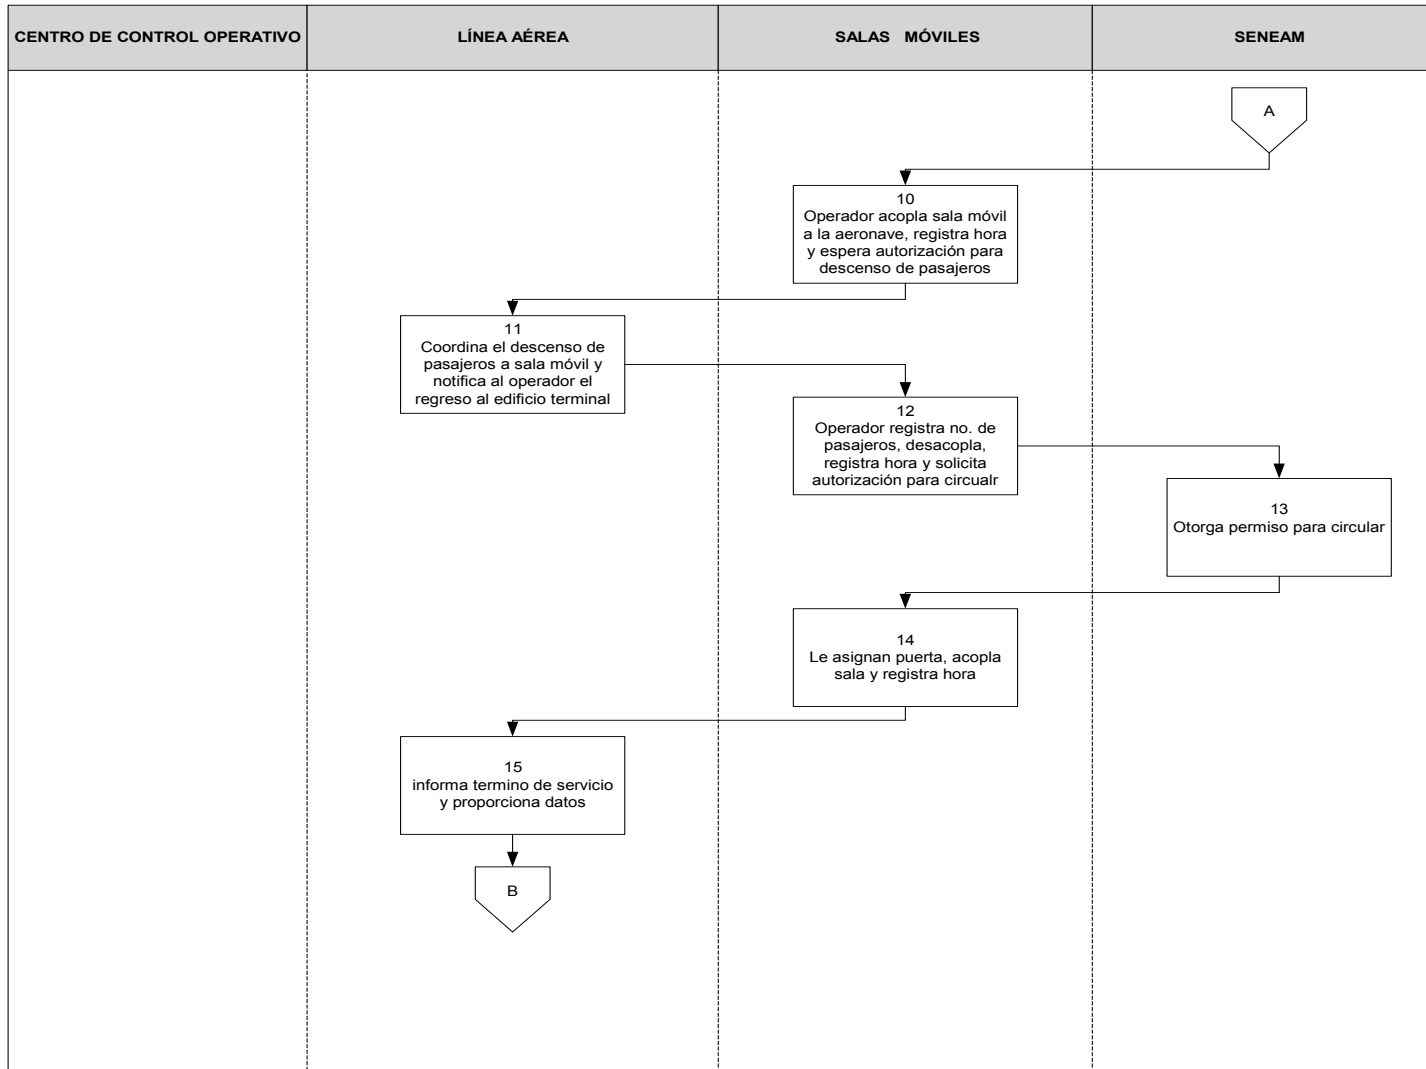 CENTRO DE CONTROL OPERATIVO
LÍNEA AÉREA
SALAS MÓVILES
SENEAM
A
10
Operador acopla sala móvil
a la aeronave, registra hora
y espera autorización para
descenso de pasajeros
11
Coordina el descenso de
pasajeros a sala móvil y
notifica al operador el
regreso al edificio terminal
12
Operador registra no. de
pasajeros, desacopla,
registra hora y solicita
autorización para circualr
13
Otorga permiso para circular
14
Le asignan puerta, acopla
sala y registra hora
15
informa termino de servicio
y proporciona datos
B